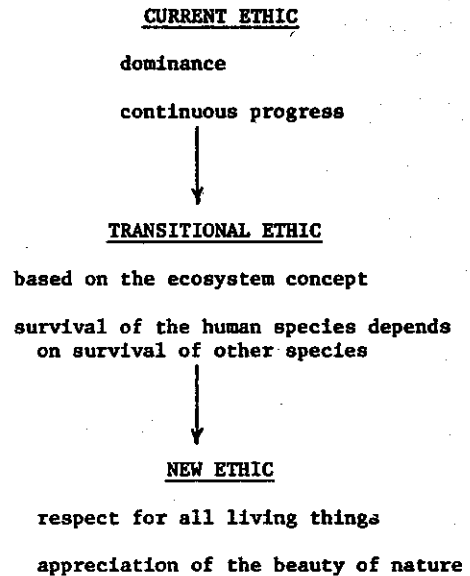 CURRENT ETHIC
dominance
continuous progress
TRANSITIONAL ETHIC
based on the ecosystem concept
survival of the human species depends
on survival of other species
NEW ETHIC
respect for all living things
appreciation of the beauty of nature